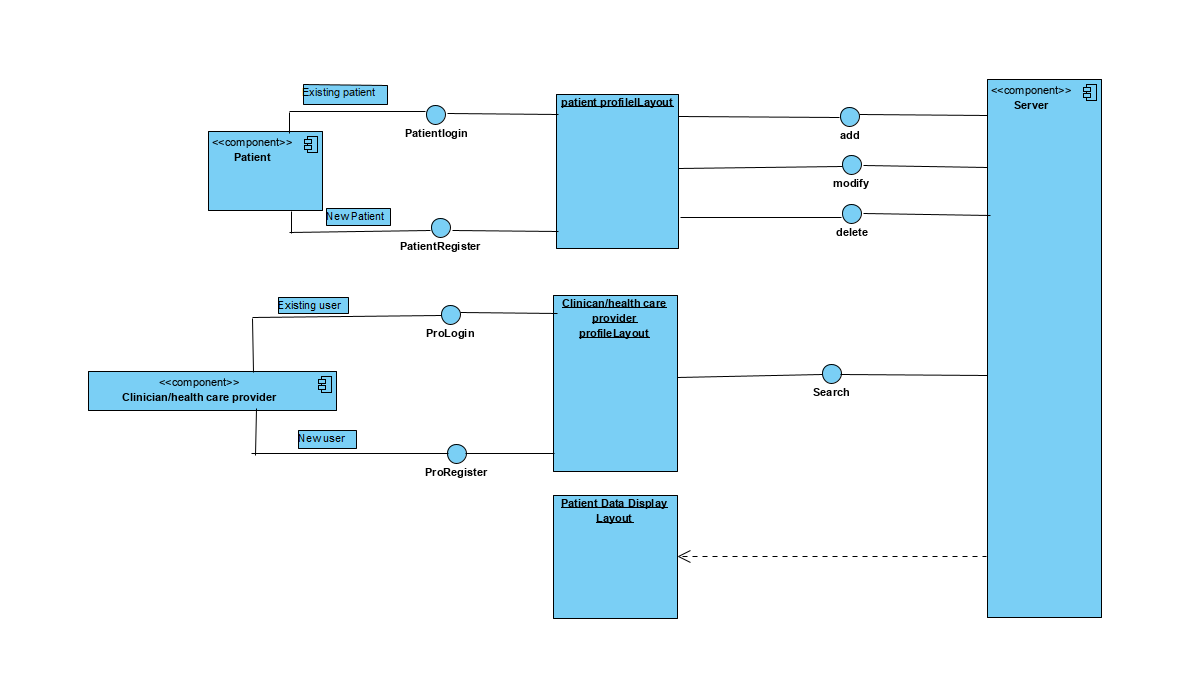 Existing patient
Patientlogin
<<component>>
Patient
New Patient
PatientRegister
patient profilelLayout
add
modify
delete
<<component>>
Server
Existing user
ProLogin
<<component>>
Clinician/health care provider
New user
ProRegister
Clinican/health care
provider
profileLayout
Search
Patient Data Display
Layout